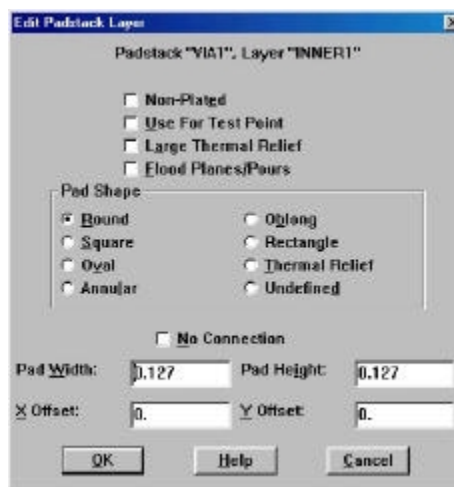 Edit Padstack Layer
Padstack "VIA1", Layer "INNER1"
Non-Plated
Use For Test Point
Large Thermal Relief
Flood Planes/Pours
Pad Shape
Round Oblong
Square Rectangle
Oval Thermal Relief
Annular Undefined
No Connection
Pad Width: 0.127 Pad Height: 0.127
X Offset: 0. Y Offset: 0.
OK Help Cancel